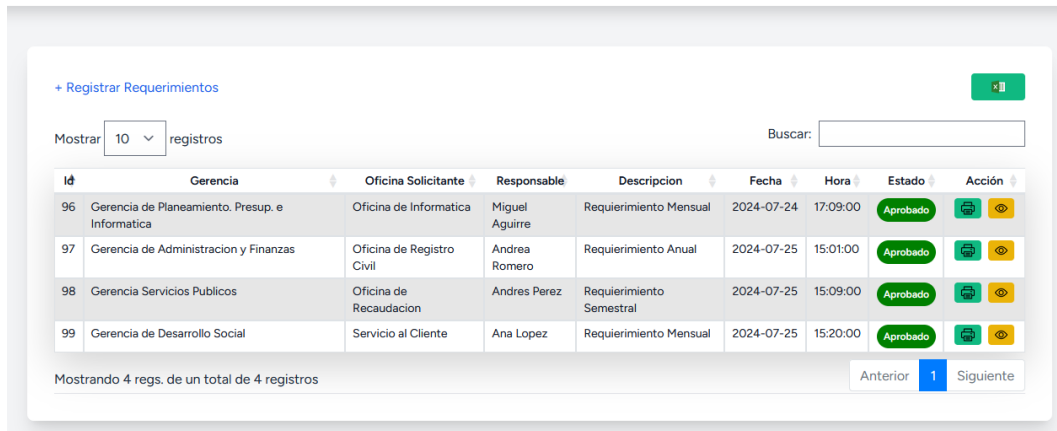 + Registrar Requerimientos
Mostrar 10 registros
Buscar:
Id Gerencia Oficina Solicitante Responsable Descripcion Fecha Hora Estado Acción
96 Gerencia de Planeamiento. Presup. e Informatica Oficina de Informatica Miguel Aguirre Requierimiento Mensual 2024-07-24 17:09:00 Aprobado
97 Gerencia de Administracion y Finanzas Oficina de Registro Civil Andrea Romero Requierimiento Anual 2024-07-25 15:01:00 Aprobado
98 Gerencia Servicios Publicos Oficina de Recaudacion Andres Perez Requyerimiento Semestral 2024-07-25 15:09:00 Aprobado
99 Gerencia de Desarrollo Social Servicio al Cliente Ana Lopez Requierimiento Mensual 2024-07-25 15:20:00 Aprobado
Mostrando 4 regs. de un total de 4 registros
Anterior 1 Siguiente